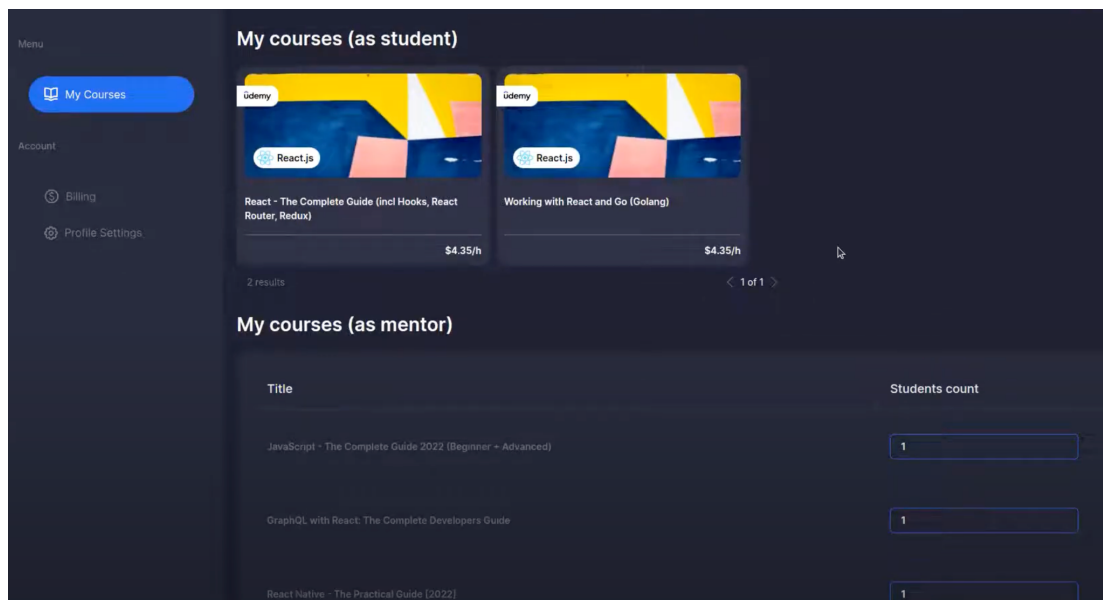 Menu
My Courses
Account
Billing
Profile Settings
My courses (as student)
ûdemy
React.js
React - The Complete Guide (incl Hooks, React
Router, Redux)
$4.35/h
ûdemy
React.js
Working with React and Go (Golang)
$4.35/h
2 results
< 1 of 1 >
My courses (as mentor)
Title
Students count
JavaScript - The Complete Guide 2022 (Beginner + Advanced)
1
GraphQL with React: The Complete Developers Guide
1
React Native - The Practical Guide [2022]
1